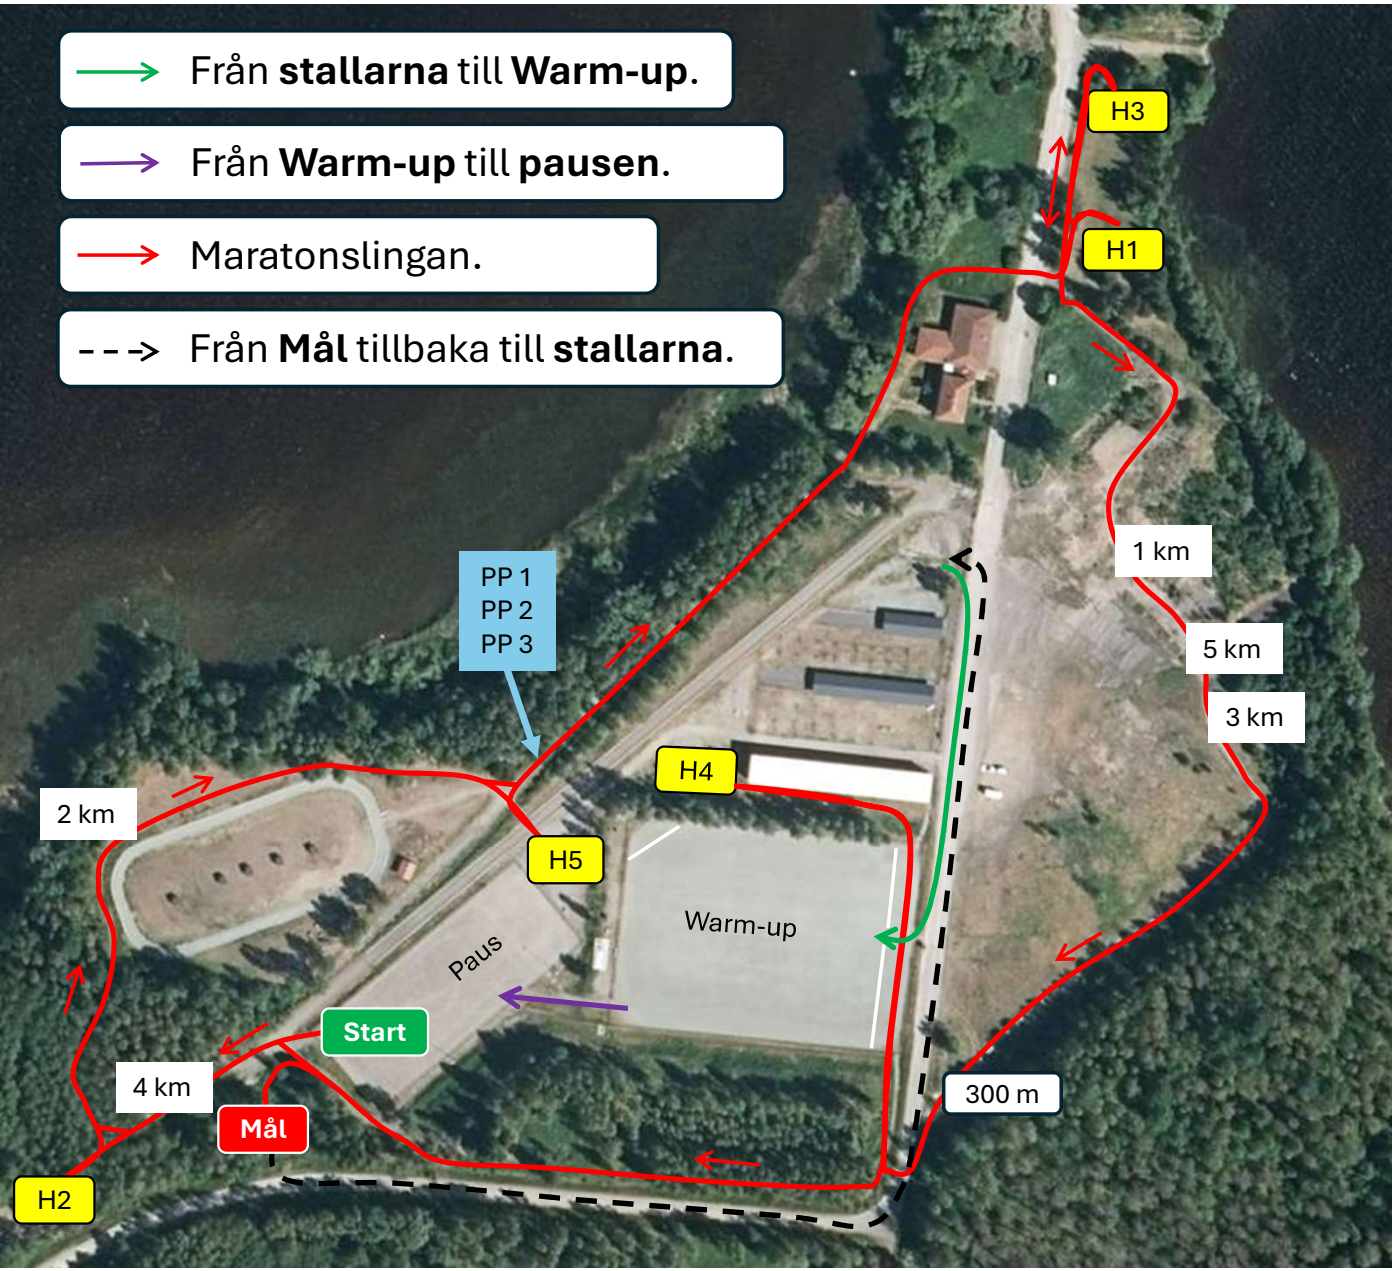 Från stallarna till Warm-up.
Från Warm-up till pausen.
Maratonslingan.
Från Mål tillbaka till stallarna.
H3
H1
1 km
PP 1
PP 2
PP 3
5 km
3 km
H4
2 km
H5
Warm-up
Paus
Start
4 km
300 m
Mål
H2